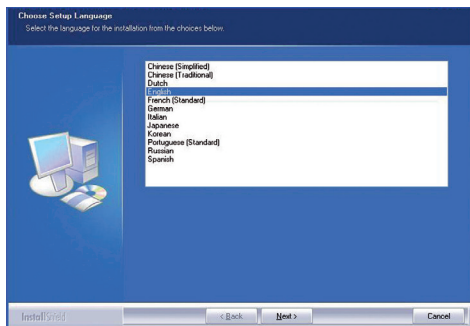 Choose Setup Language
Select the language for the installation from the choices below.
Chinese (Simplified)
Chinese (Traditional)
Dutch
English
French (Standard)
German
Italian
Japanese
Korean
Portuguese (Standard)
Russian
Spanish
InstallShield
< Back
Next >
Cancel